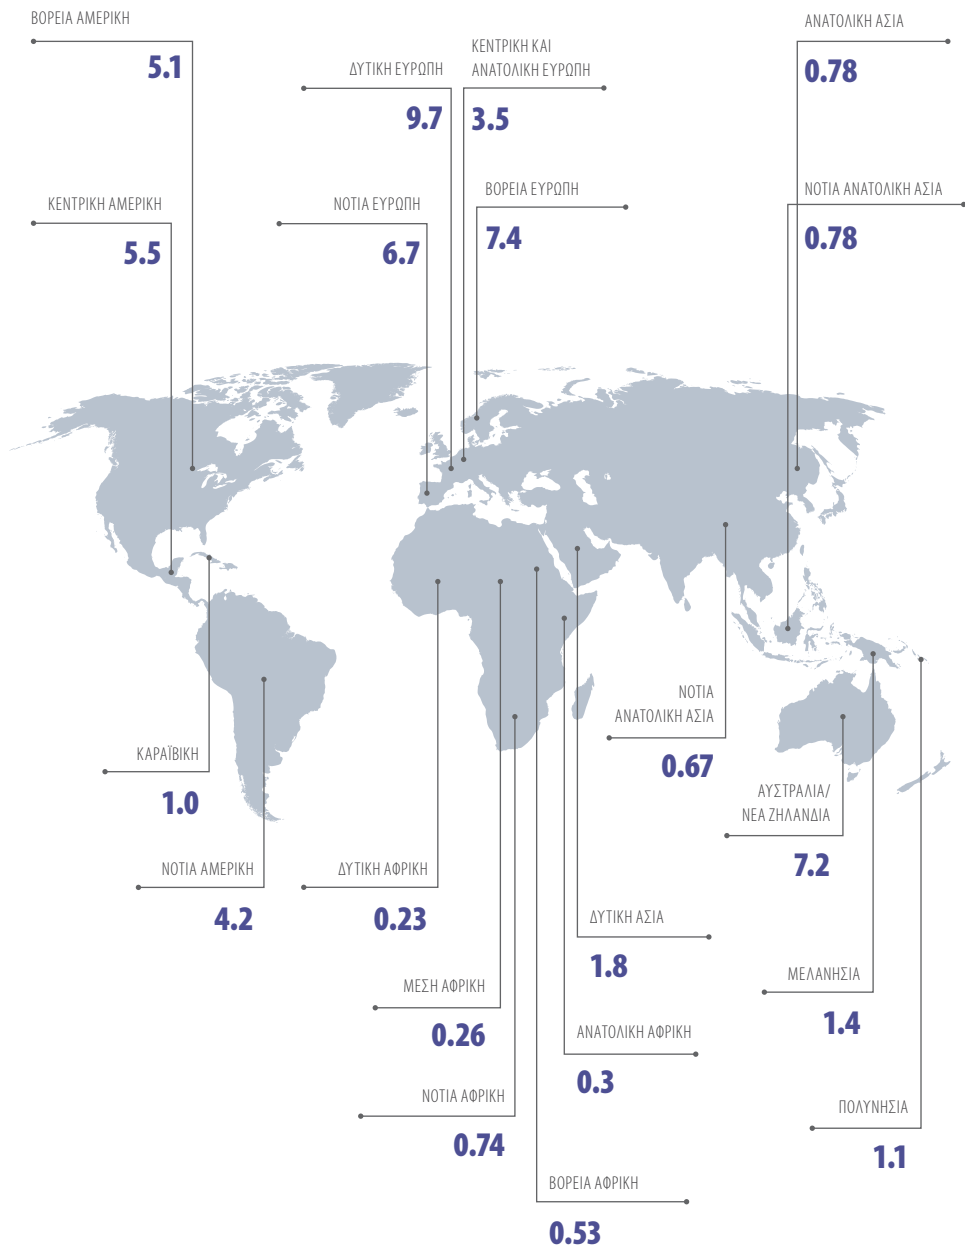 ΒΟΡΕΙΑ ΑΜΕΡΙΚΗ
5.1
ΔΥΤΙΚΗ ΕΥΡΩΠΗ
9.7
ΚΕΝΤΡΙΚΗ ΚΑΙ
ΑΝΑΤΟΛΙΚΗ ΕΥΡΩΠΗ
3.5
ΑΝΑΤΟΛΙΚΗ ΑΣΙΑ
0.78
ΚΕΝΤΡΙΚΗ ΑΜΕΡΙΚΗ
5.5
ΝΟΤΙΑ ΕΥΡΩΠΗ
6.7
ΒΟΡΕΙΑ ΕΥΡΩΠΗ
7.4
ΝΟΤΙΑ ΑΝΑΤΟΛΙΚΗ ΑΣΙΑ
0.78
ΝΟΤΙΑ
ΑΝΑΤΟΛΙΚΗ ΑΣΙΑ
0.67
ΚΑΡΑΪΒΙΚΗ
1.0
ΑΥΣΤΡΑΛΙΑ/
ΝΕΑ ΖΗΛΑΝΔΙΑ
7.2
ΝΟΤΙΑ ΑΜΕΡΙΚΗ
4.2
ΔΥΤΙΚΗ ΑΦΡΙΚΗ
0.23
ΔΥΤΙΚΗ ΑΣΙΑ
1.8
ΜΕΣΗ ΑΦΡΙΚΗ
0.26
ΜΕΛΑΝΗΣΙΑ
1.4
ΑΝΑΤΟΛΙΚΗ ΑΦΡΙΚΗ
0.3
ΝΟΤΙΑ ΑΦΡΙΚΗ
0.74
ΠΟΛΥΝΗΣΙΑ
1.1
ΒΟΡΕΙΑ ΑΦΡΙΚΗ
0.53